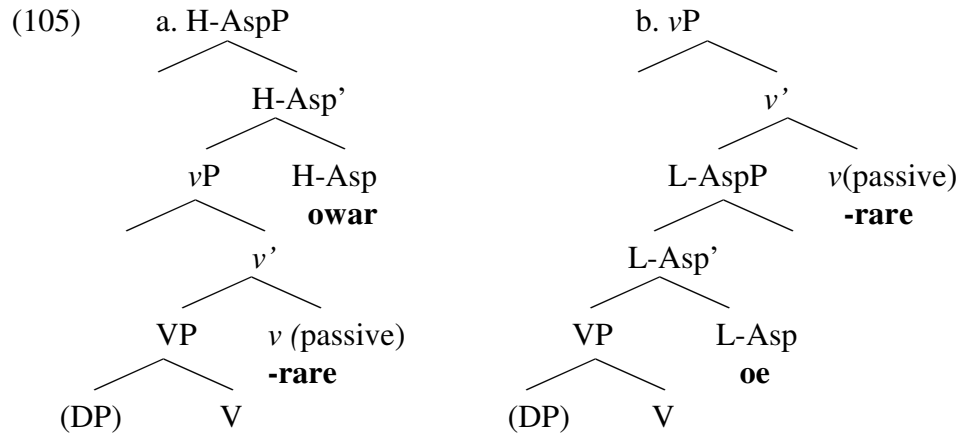 (105) a. H-AspP b. vP
H-Asp’ v’
vP H-Asp L-AspP v(passive)
owar -rare
v’ L-Asp’
VP v (passive) VP L-Asp
-rare oe
(DP) V (DP) V